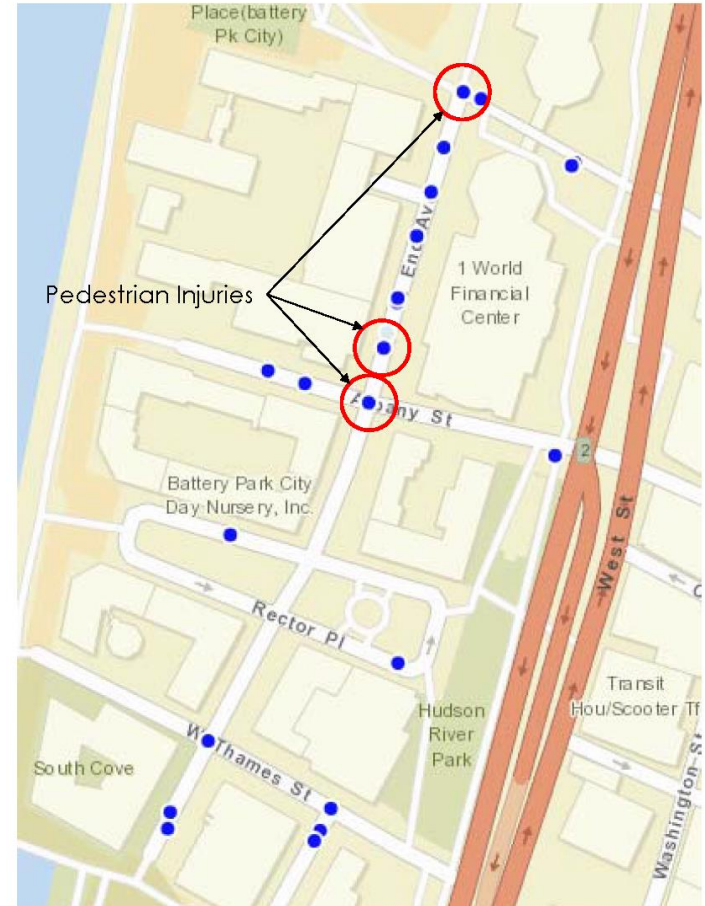 Place(battery
Pk City)
End Av
1 World
Financial
Center
Pedestrian Injuries
Albany St
2
Battery Park City
Day Nursery, Inc.
West St
Rector Pl
Transit
Hou/Scooter Tf
Hudson
River
Park
W Thames St
South Cove
Washington St